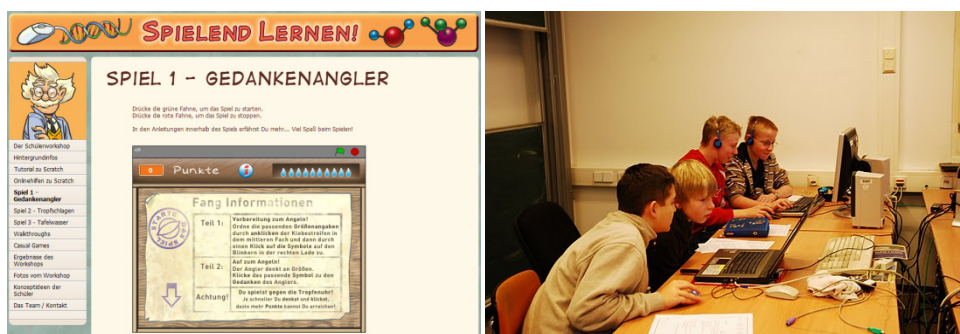 SPIELEND LERNEN!
SPIEL 1 - GEDANKENANGLER
Drücke die grüne Fahne, um das Spiel zu starten.
Drücke die rote Fahne, um das Spiel zu stoppen.
In den Anleitungen innerhalb des Spiels erfährst Du mehr... Viel Spaß beim Spielen!
Der Schülerworkshop
Hintergrundinfos
Tutorial zu Scratch
Onlinehilfen zu Scratch
Spiel 1 -
Gedankenangler
Spiel 2 - Tropfschlagen
Spiel 3 - Tafelwasser
Walkthroughs
Casual Games
Ergebnisse des
Workshops
Fotos vom Workshop
Konzeptideen der
Schüler
Das Team / Kontakt
0 Punkte
Fang Informationen
STARTE DAS SPIEL
Teil 1:
Vorbereitung zum Angeln!
Ordne die passenden Größenangaben
durch anklicken der Klebestreifen in
dem mittleren Fach und dann durch
einen Klick auf die Symbole auf den
Blinkern in der rechten Lade zu.
Teil 2:
Auf zum Angeln!
Der Angler denkt an Größen.
Klicke das passende Symbol zu den
Gedanken des Anglers.
Achtung!
Du spielst gegen die Tropfenuhr!
Je schneller Du denkst und klickst,
desto mehr Punkte kannst Du erreichen!